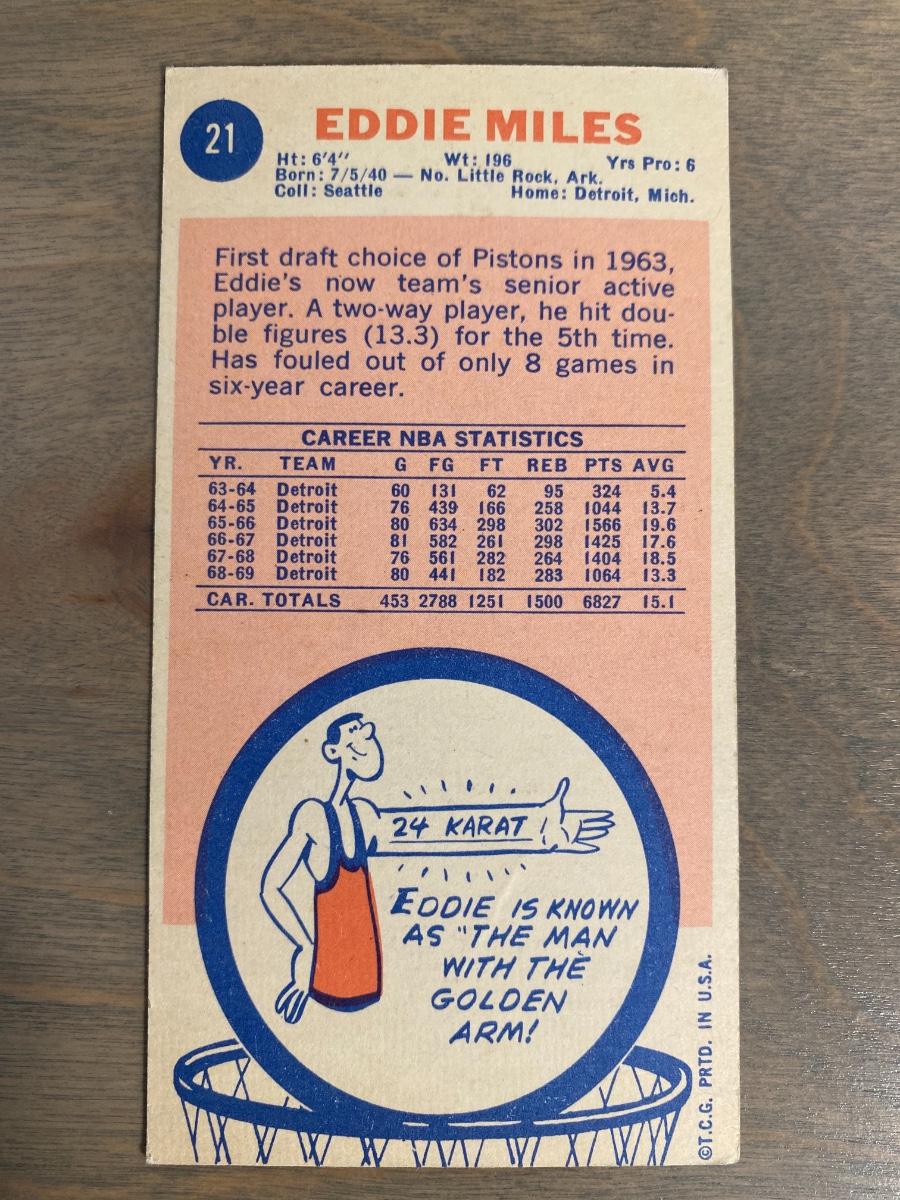 21
EDDIE MILES
Ht: 6'4" Wt: 196 Yrs Pro: 6
Born: 7/5/40 — No. Little Rock, Ark.
Coll: Seattle Home: Detroit, Mich.
First draft choice of Pistons in 1963,
Eddie's now team's senior active
player. A two-way player, he hit dou-
ble figures (13.3) for the 5th time.
Has fouled out of only 8 games in
six-year career.
CAREER NBA STATISTICS
YR. TEAM G FG FT REB PTS AVG
63-64 Detroit 60 131 62 95 324 5.4
64-65 Detroit 76 439 166 258 1044 13.7
65-66 Detroit 80 634 298 302 1566 19.6
66-67 Detroit 81 582 261 298 1425 17.6
67-68 Detroit 76 561 282 264 1404 18.5
68-69 Detroit 80 441 182 283 1064 13.3
CAR. TOTALS 453 2788 1251 1500 6827 15.1
24 KARAT
EDDIE IS KNOWN
AS "THE MAN
WITH THE
GOLDEN
ARM!
©T.C.G. PRTD. IN U.S.A.